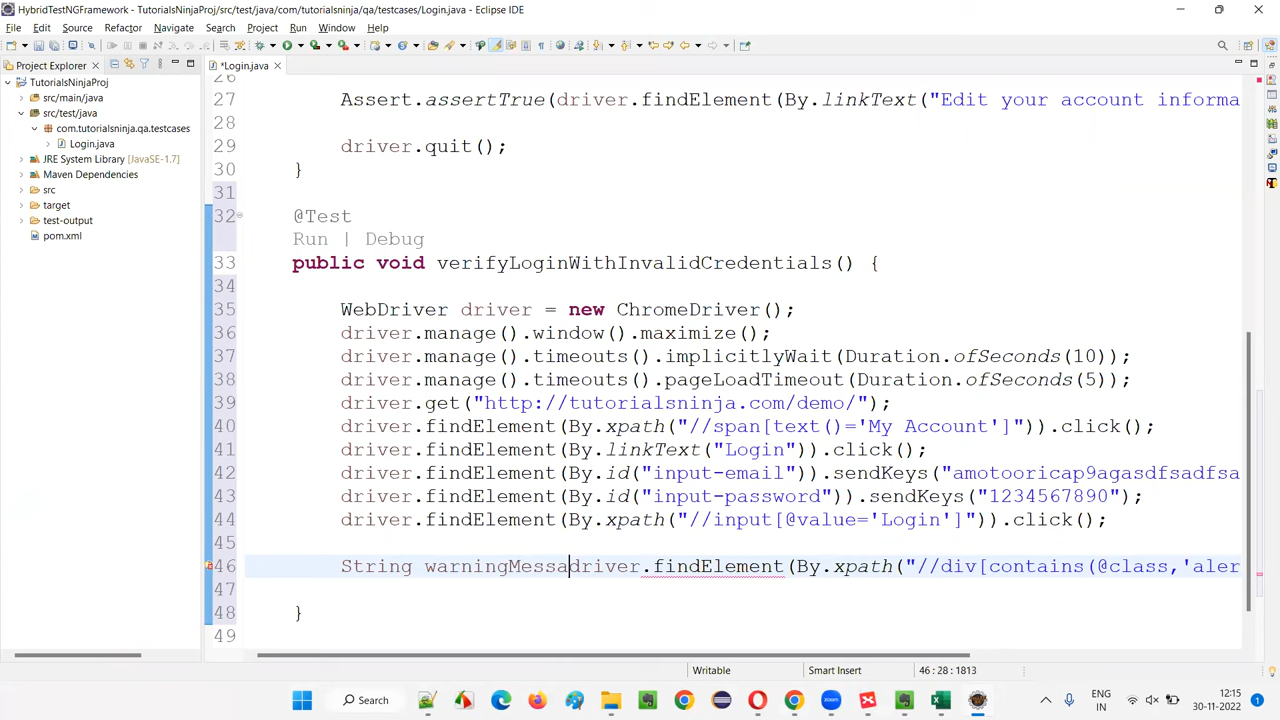 HybridTestNGFramework - TutorialsNinjaProj/src/test/java/com/tutorialsninja/qa/testcases/Login.java - Eclipse IDE
File Edit Source Refactor Navigate Search Project Run Window Help
Project Explorer
*Login.java
TutorialsNinjaProj
src/main/java
src/test/java
com.tutorialsninja.qa.testcases
Login.java
JRE System Library [JavaSE-1.7]
Maven Dependencies
src
target
test-output
pom.xml
26
27 Assert.assertTrue(driver.findElement(By.linkText("Edit your account informa
28
29 driver.quit();
30 }
31
32 @Test
Run | Debug
33 public void verifyLoginWithInvalidCredentials() {
34
35 WebDriver driver = new ChromeDriver();
36 driver.manage().window().maximize();
37 driver.manage().timeouts().implicitlyWait(Duration.ofSeconds(10));
38 driver.manage().timeouts().pageLoadTimeout(Duration.ofSeconds(5));
39 driver.get("http://tutorialsninja.com/demo/");
40 driver.findElement(By.xpath("//span[text()='My Account']")).click();
41 driver.findElement(By.linkText("Login")).click();
42 driver.findElement(By.id("input-email")).sendKeys("amotooricap9agasdfsadfsa
43 driver.findElement(By.id("input-password")).sendKeys("1234567890");
44 driver.findElement(By.xpath("//input[@value='Login']")).click();
45
46 String warningMessadriver.findElement(By.xpath("//div[contains(@class,'aler
47
48 }
49
Writable Smart Insert 46 : 28 : 1813
Search
ENG
IN
12:15
30-11-2022